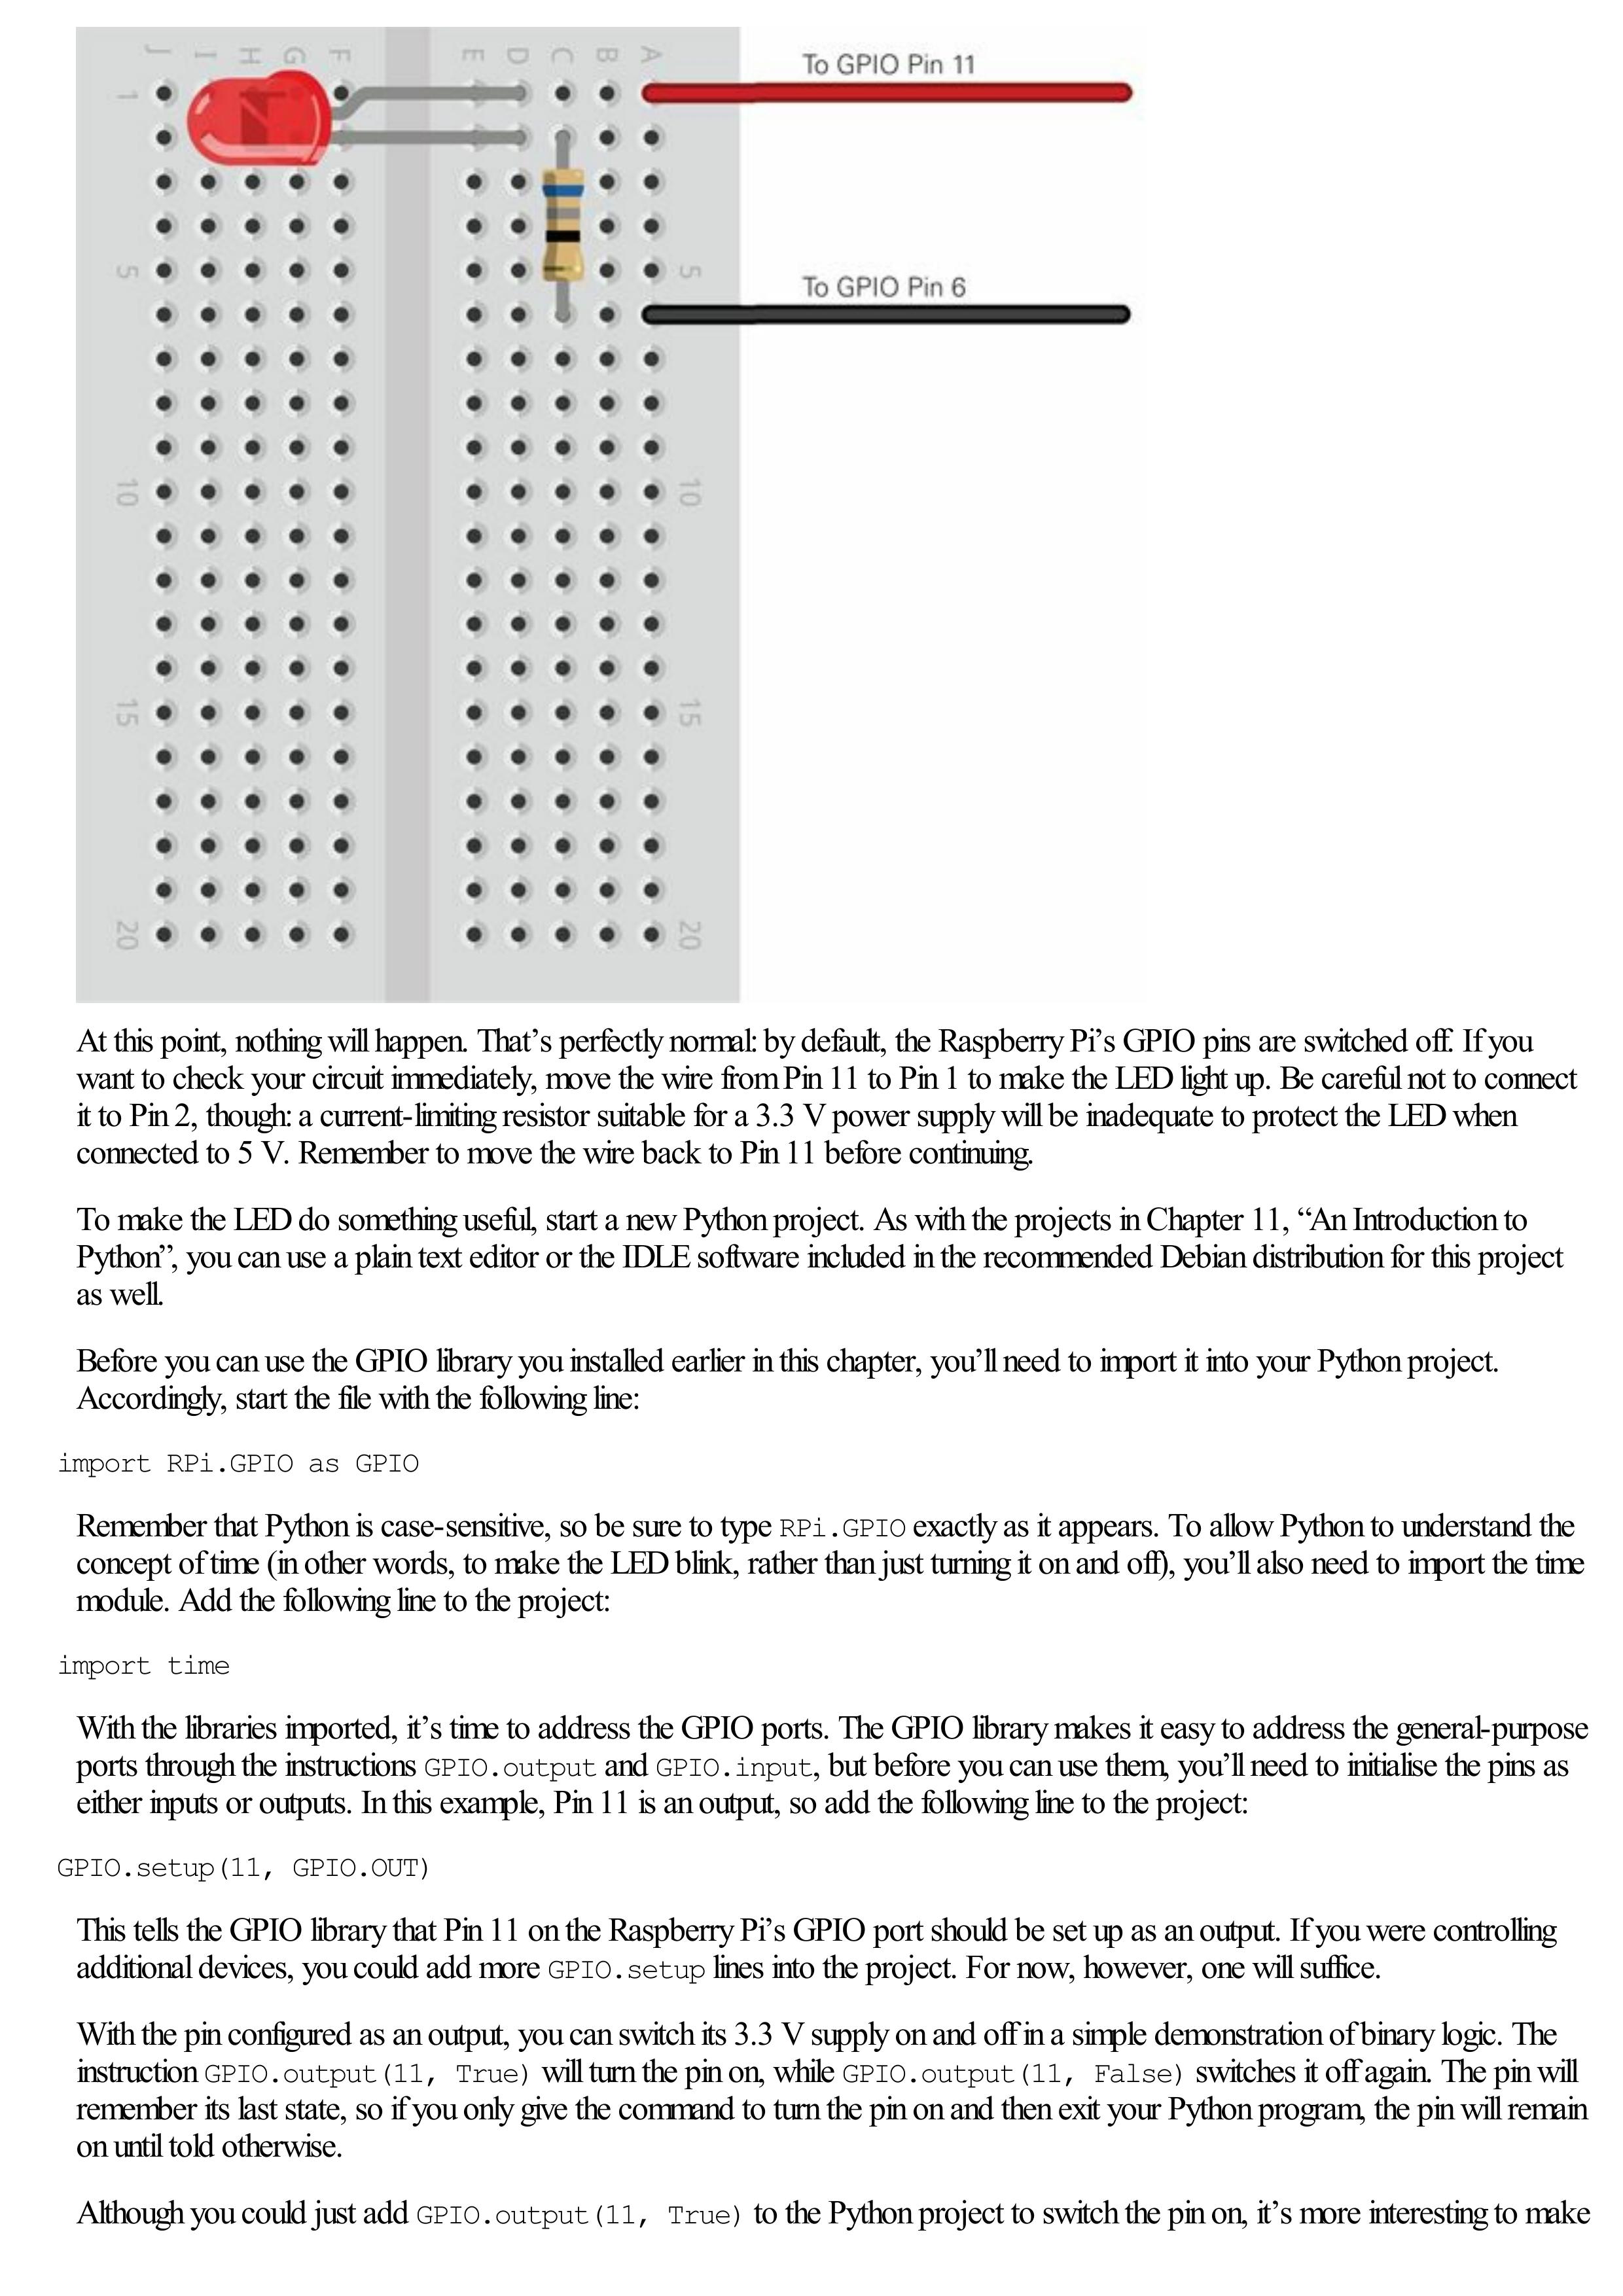 J I H G F E D C B A
To GPIO Pin 11
1
5 5
To GPIO Pin 6
10 10
15 15
20 20
At this point, nothing will happen. That’s perfectly normal: by default, the Raspberry Pi’s GPIO pins are switched off. If you
want to check your circuit immediately, move the wire from Pin 11 to Pin 1 to make the LED light up. Be careful not to connect
it to Pin 2, though: a current-limiting resistor suitable for a 3.3 V power supply will be inadequate to protect the LED when
connected to 5 V. Remember to move the wire back to Pin 11 before continuing.
To make the LED do something useful, start a new Python project. As with the projects in Chapter 11, “An Introduction to
Python”, you can use a plain text editor or the IDLE software included in the recommended Debian distribution for this project
as well.
Before you can use the GPIO library you installed earlier in this chapter, you’ll need to import it into your Python project.
Accordingly, start the file with the following line:
import RPi.GPIO as GPIO
Remember that Python is case-sensitive, so be sure to type RPi.GPIO exactly as it appears. To allow Python to understand the
concept of time (in other words, to make the LED blink, rather than just turning it on and off), you’ll also need to import the time
module. Add the following line to the project:
import time
With the libraries imported, it’s time to address the GPIO ports. The GPIO library makes it easy to address the general-purpose
ports through the instructions GPIO.output and GPIO.input, but before you can use them, you’ll need to initialise the pins as
either inputs or outputs. In this example, Pin 11 is an output, so add the following line to the project:
GPIO.setup(11, GPIO.OUT)
This tells the GPIO library that Pin 11 on the Raspberry Pi’s GPIO port should be set up as an output. If you were controlling
additional devices, you could add more GPIO.setup lines into the project. For now, however, one will suffice.
With the pin configured as an output, you can switch its 3.3 V supply on and off in a simple demonstration of binary logic. The
instruction GPIO.output(11, True) will turn the pin on, while GPIO.output(11, False) switches it off again. The pin will
remember its last state, so if you only give the command to turn the pin on and then exit your Python program, the pin will remain
on until told otherwise.
Although you could just add GPIO.output(11, True) to the Python project to switch the pin on, it’s more interesting to make